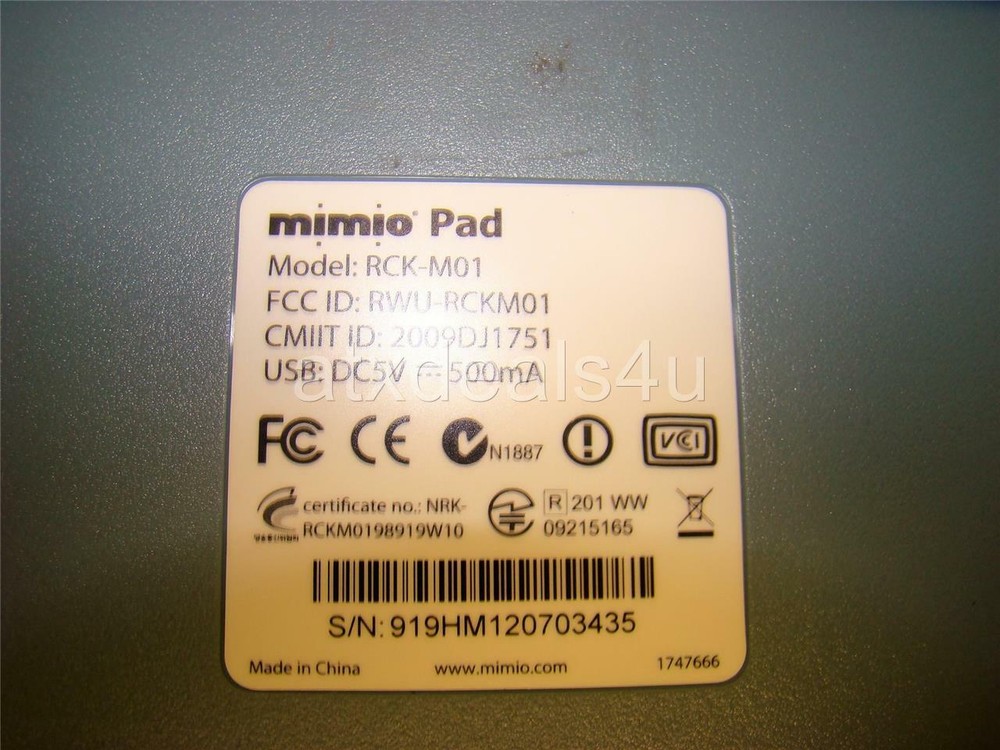 mimio® Pad
Model: RCK-M01
FCC ID: RWU-RCKM01
CMIIT ID: 2009DJ1751
USB: DC5V ⎓ 500mA
atxdeals4u
FC CE N1887 ! VCCI
certificate no.: NRK-
RCKM0198919W10
R 201 WW
09215165
S/N: 919HM120703435
Made in China www.mimio.com 1747666